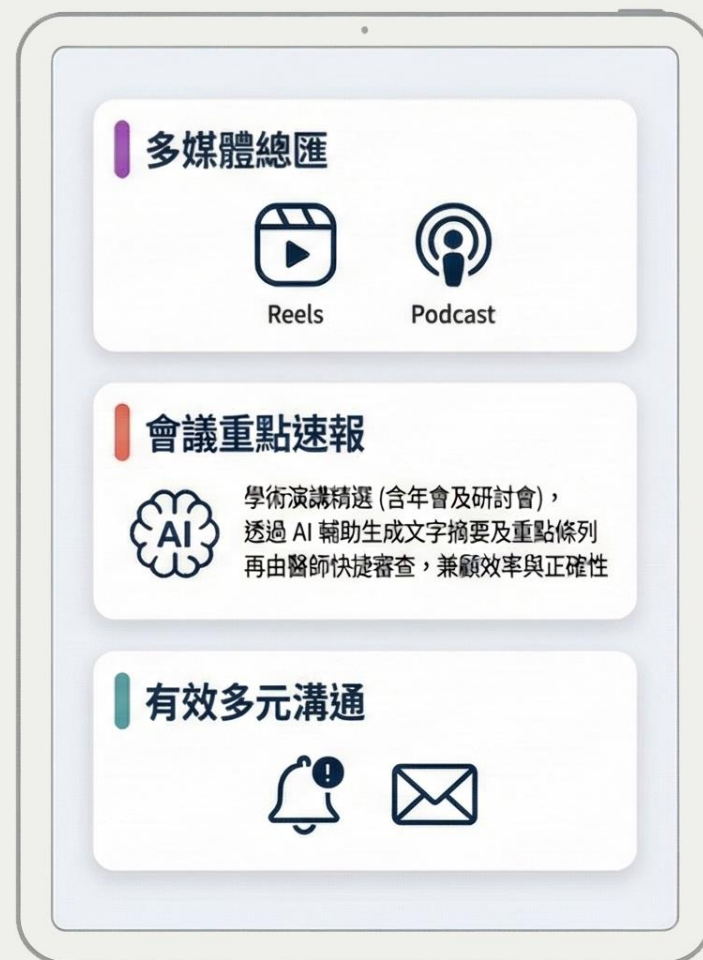 多媒體總匯
Reels
Podcast
會議重點速報
AI
學術演講精選 (含年會及研討會)，
透過 AI 輔助生成文字摘要及重點條列
再由醫師快捷審查，兼顧效率與正確性
有效多元溝通
!